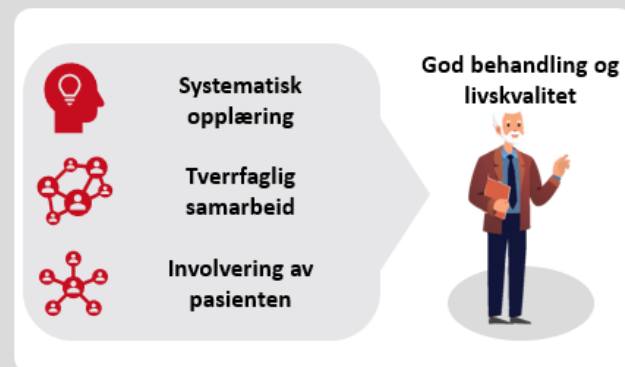 Systematisk
opplæring
Tverrfaglig
samarbeid
Involvering av
pasienten
God behandling og
livskvalitet